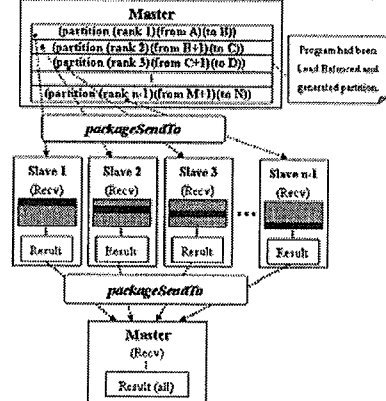 Master
(partition (rank 1)(from A)(to B))
(partition (rank 2)(from B+1)(to C))
(partition (rank 3)(from C+1)(to D))
(partition (rank n-1)(from M+1)(to N))
Program had been
Load Balanced and
generated partition.
packageSendTo
Slave 1
(Recv)
Result
Slave 2
(Recv)
Result
Slave 3
(Recv)
Result
...
Slave n-1
(Recv)
Result
packageSendTo
Master
(Recv)
Result (all)